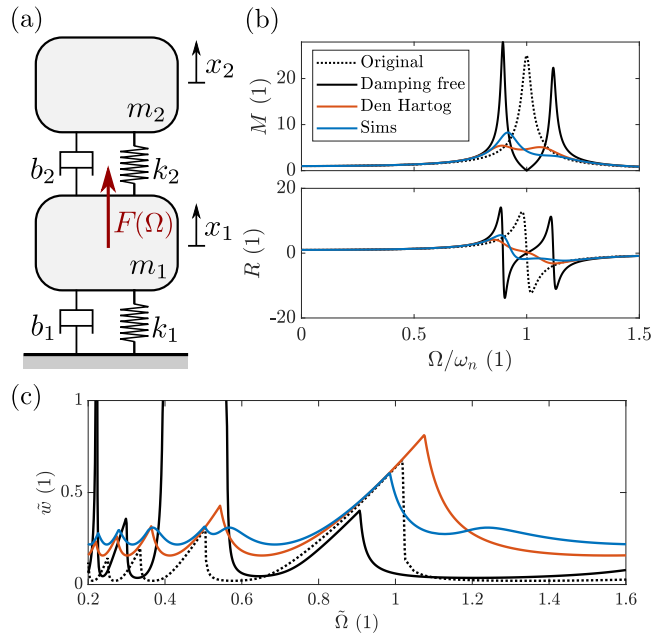 (a)
x₂
m₂
b₂
k₂
F(Ω)
x₁
m₁
b₁
k₁
(b)
M (1)
20
10
0
Original
Damping free
Den Hartog
Sims
R (1)
20
0
-20
0
0.5
1
1.5
Ω/ωₙ (1)
(c)
w̃ (1)
1
0.5
0
0.2
0.4
0.6
0.8
1
1.2
1.4
1.6
Ω̃ (1)